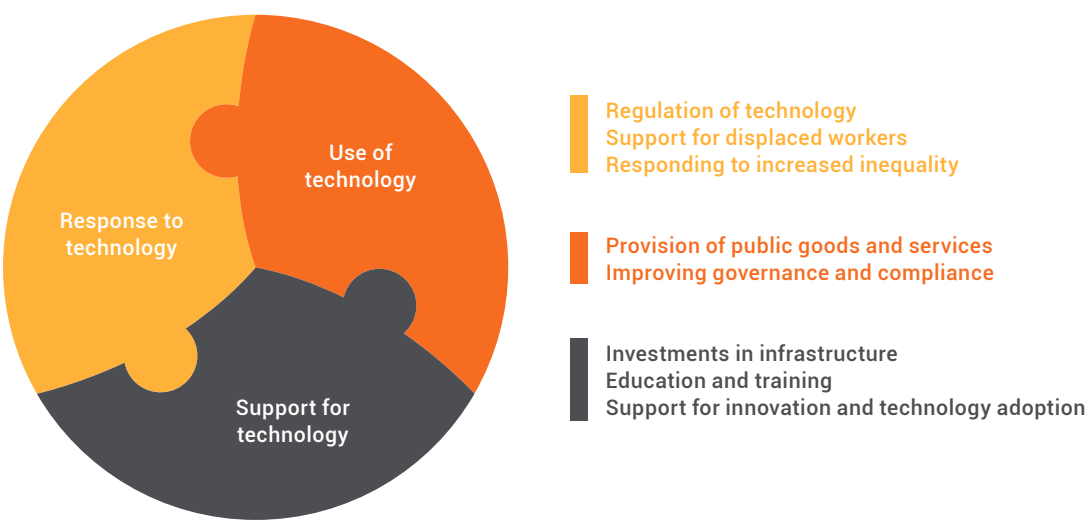 Use of
technology
Response to
technology
Support for
technology
Regulation of technology
Support for displaced workers
Responding to increased inequality
Provision of public goods and services
Improving governance and compliance
Investments in infrastructure
Education and training
Support for innovation and technology adoption